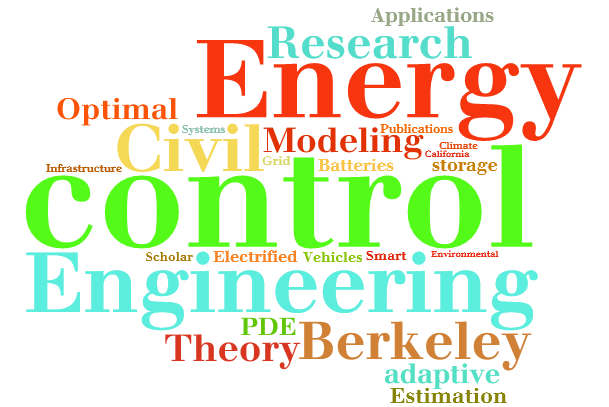 Applications
Research
Energy
Optimal
Systems
Civil
Modeling
Publications
Climate
California
Grid
Infrastructure
Batteries
storage
control
Scholar
Electrified
Vehicles
Smart
Environmental
Engineering
PDE
Theory
Berkeley
adaptive
Estimation